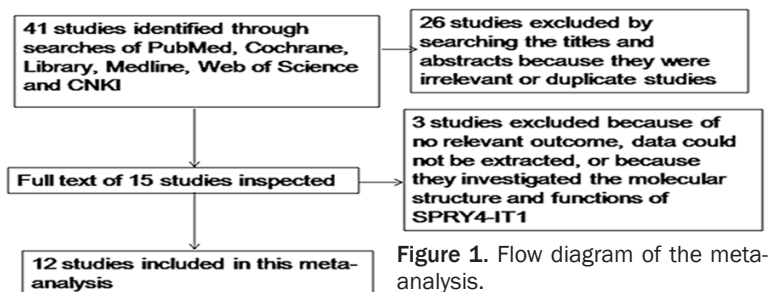 41 studies identified through
searches of PubMed, Cochrane,
Library, Medline, Web of Science
and CNKI
26 studies excluded by
searching the titles and
abstracts because they were
irrelevant or duplicate studies
3 studies excluded because of
no relevant outcome, data could
not be extracted, or because
they investigated the molecular
structure and functions of
SPRY4-IT1
Full text of 15 studies inspected
12 studies included in this meta-
analysis
Figure 1. Flow diagram of the meta-
analysis.